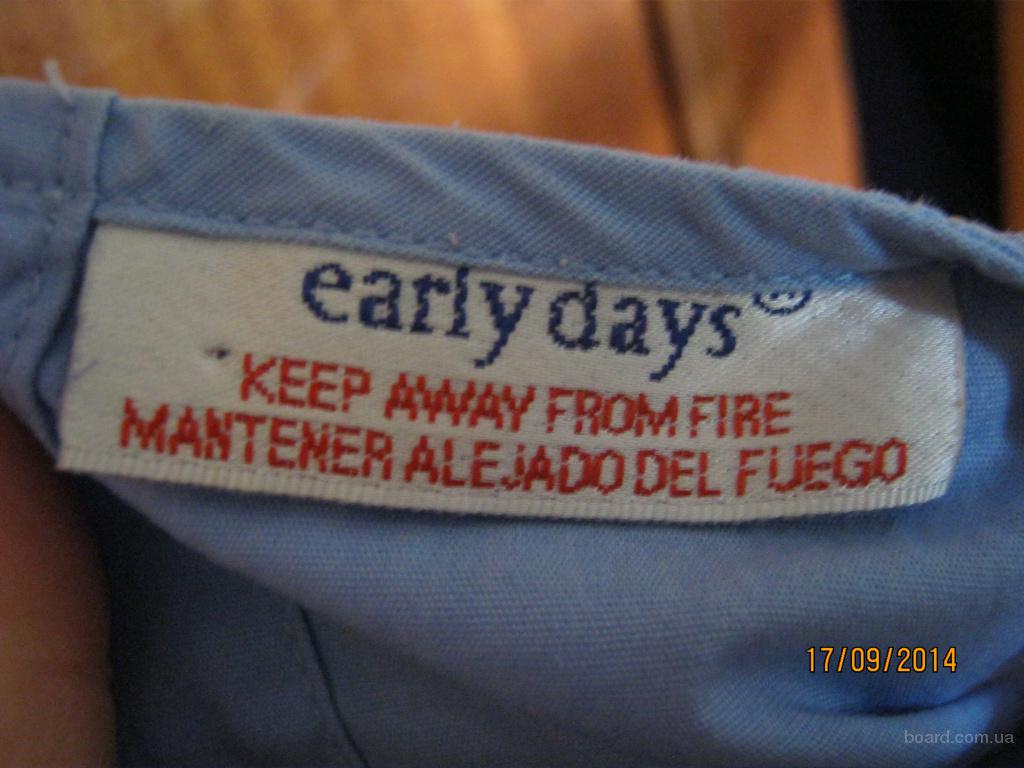 early days®
KEEP AWAY FROM FIRE
MANTENER ALEJADO DEL FUEGO
17/09/2014
board.com.ua